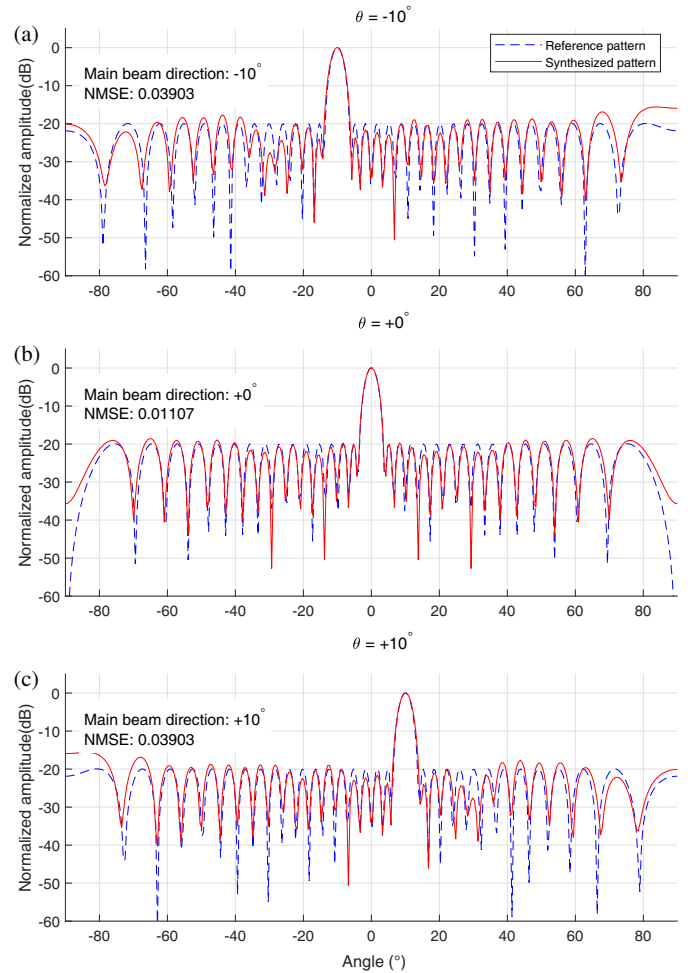 (a)
θ = -10°
Normalized amplitude(dB)
0
-10
-20
-30
-40
-50
-60
Main beam direction: -10°
NMSE: 0.03903
Reference pattern
Synthesized pattern
-80 -60 -40 -20 0 20 40 60 80
θ = +0°
(b)
Normalized amplitude(dB)
0
-10
-20
-30
-40
-50
-60
Main beam direction: +0°
NMSE: 0.01107
-80 -60 -40 -20 0 20 40 60 80
θ = +10°
(c)
Normalized amplitude(dB)
0
-10
-20
-30
-40
-50
-60
Main beam direction: +10°
NMSE: 0.03903
-80 -60 -40 -20 0 20 40 60 80
Angle (°)